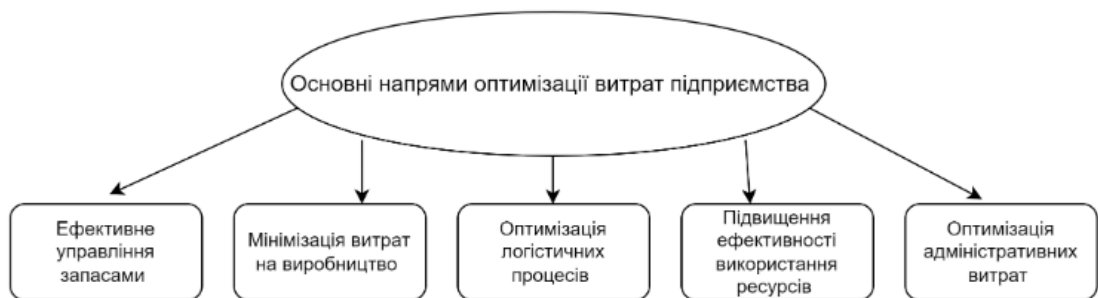 Основні напрями оптимізації витрат підприємства
Ефективне
управління
запасами
Мінімізація витрат
на виробництво
Оптимізація
логістичних
процесів
Підвищення
ефективності
використання
ресурсів
Оптимізація
адміністративних
витрат